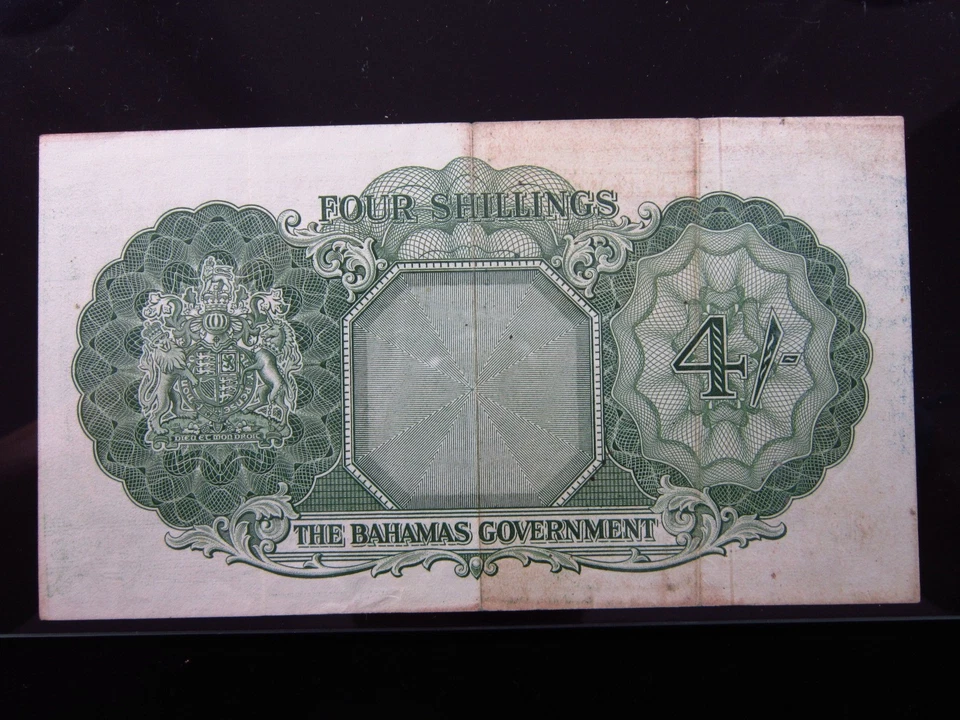 FOUR SHILLINGS
4/-
DIEU ET MON DROIT
THE BAHAMAS GOVERNMENT